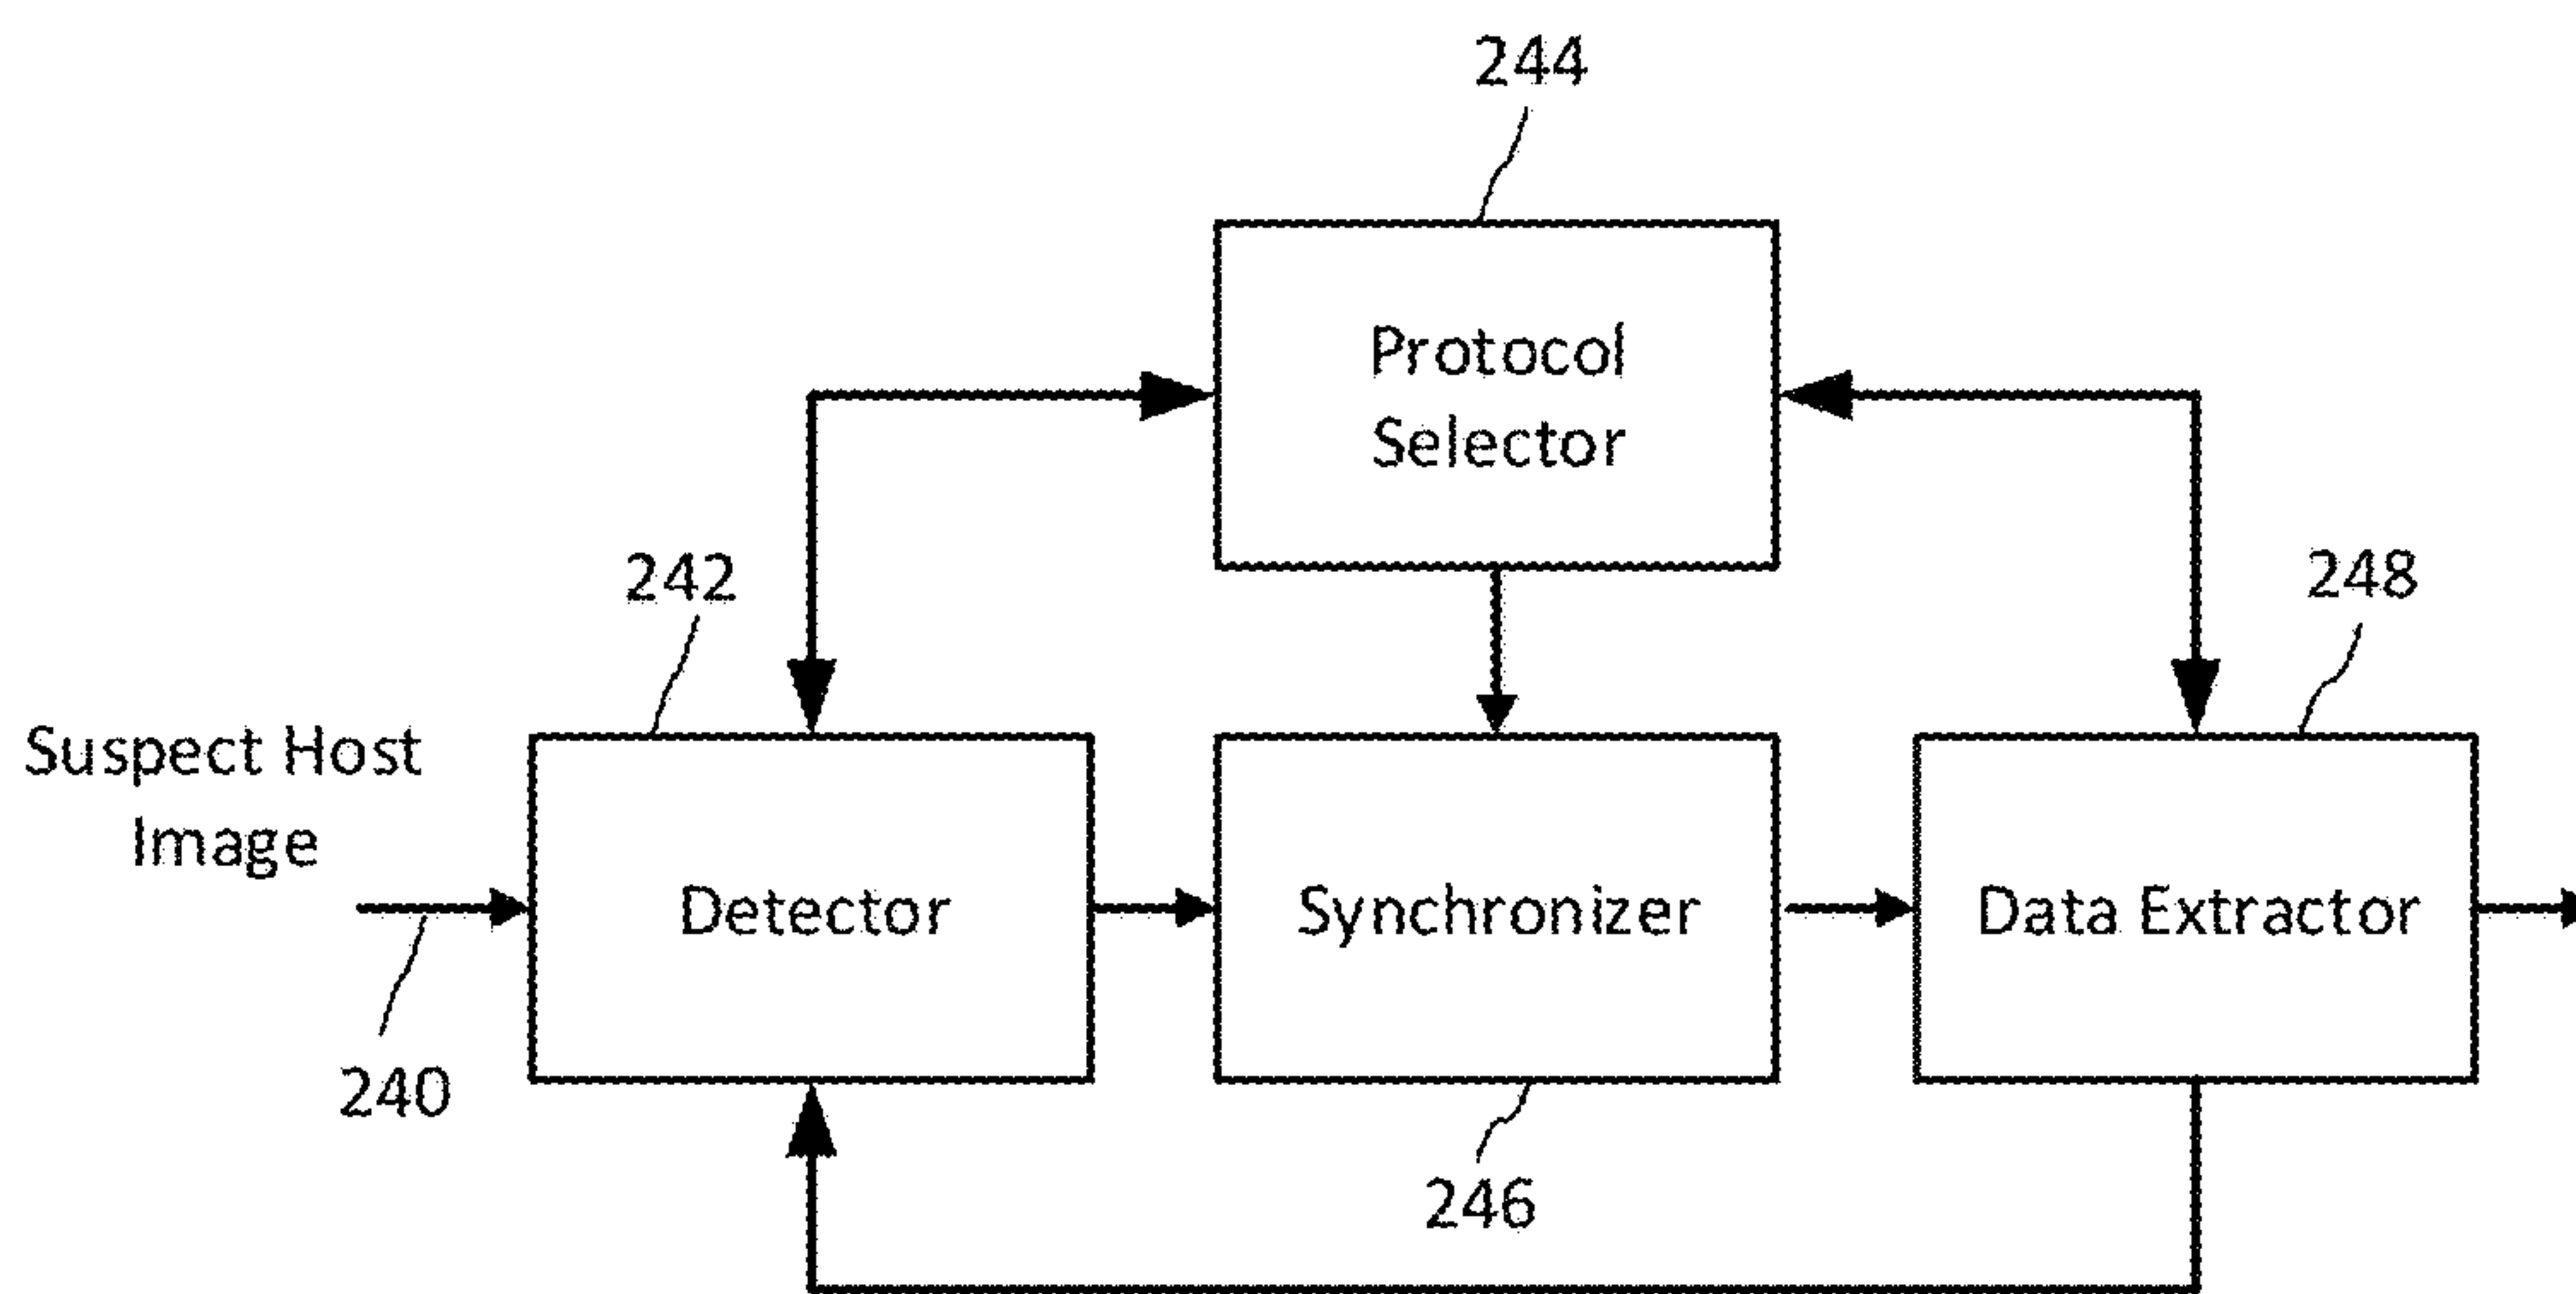 244
Protocol
Selector
242
248
Suspect Host
Image
Detector
Synchronizer
Data Extractor
240
246